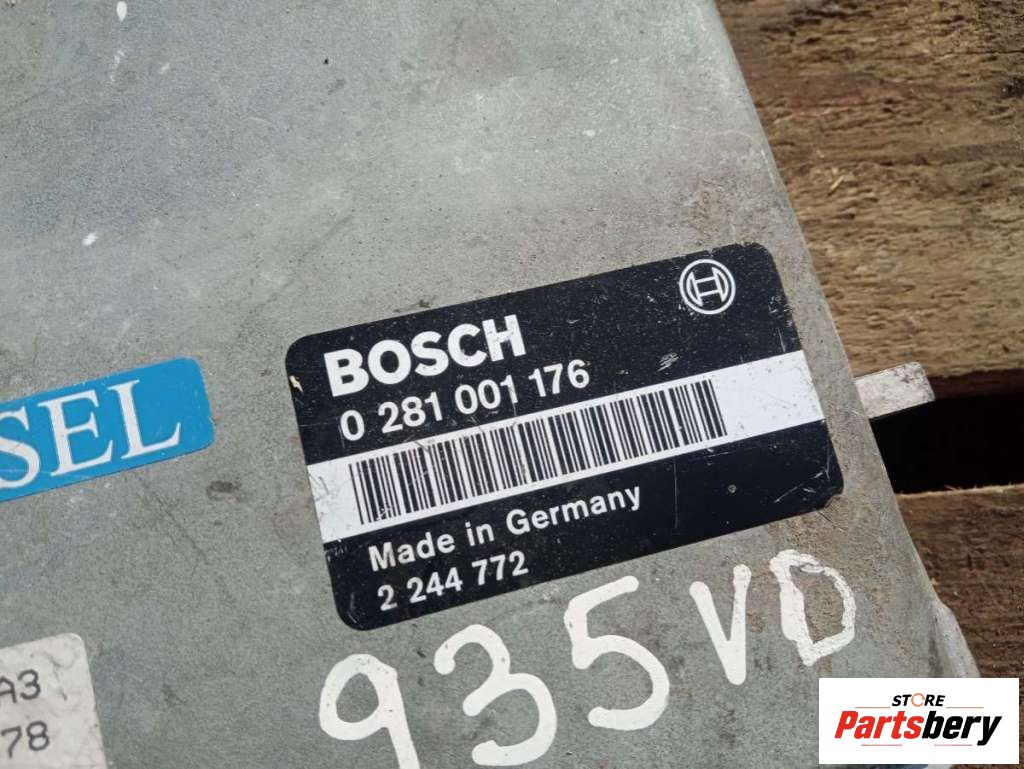 BOSCH
0 281 001 176
Made in Germany
2 244 772
SEL
935VD
A3
78
STORE
Partsbery